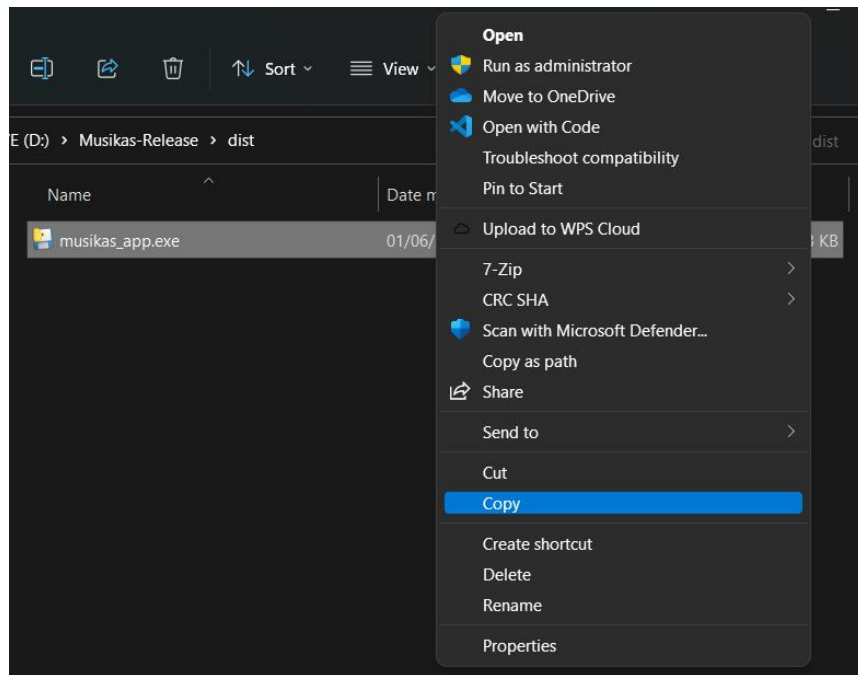 Sort
View
E (D:) > Musikas-Release > dist
dist
Name
Date m
musikas_app.exe
01/06/
KB
Open
Run as administrator
Move to OneDrive
Open with Code
Troubleshoot compatibility
Pin to Start
Upload to WPS Cloud
7-Zip
CRC SHA
Scan with Microsoft Defender...
Copy as path
Share
Send to
Cut
Copy
Create shortcut
Delete
Rename
Properties